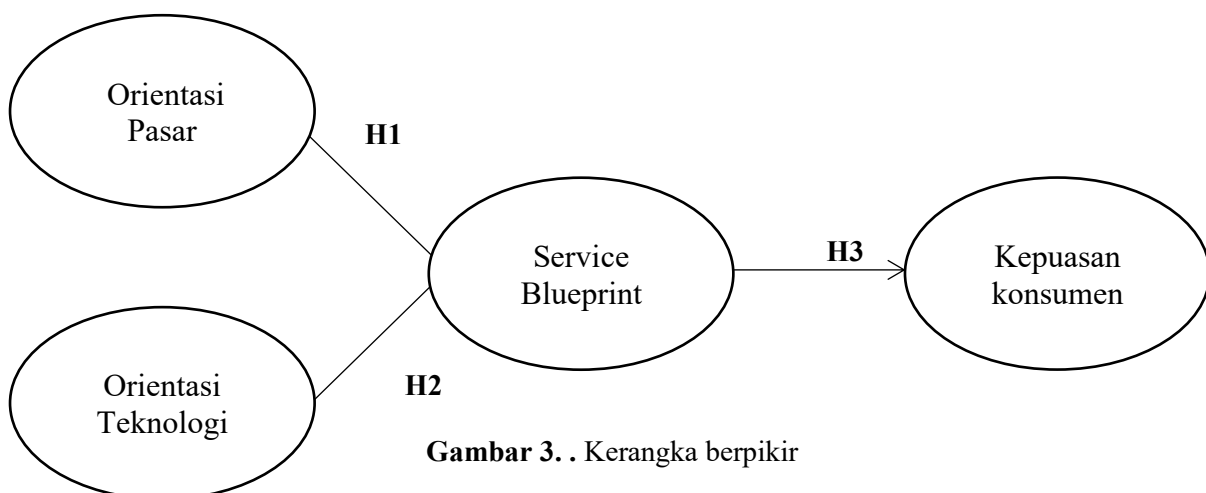 Orientasi
Pasar
H1
Service
Blueprint
H3
Kepuasan
konsumen
Orientasi
Teknologi
H2
Gambar 3. . Kerangka berpikir